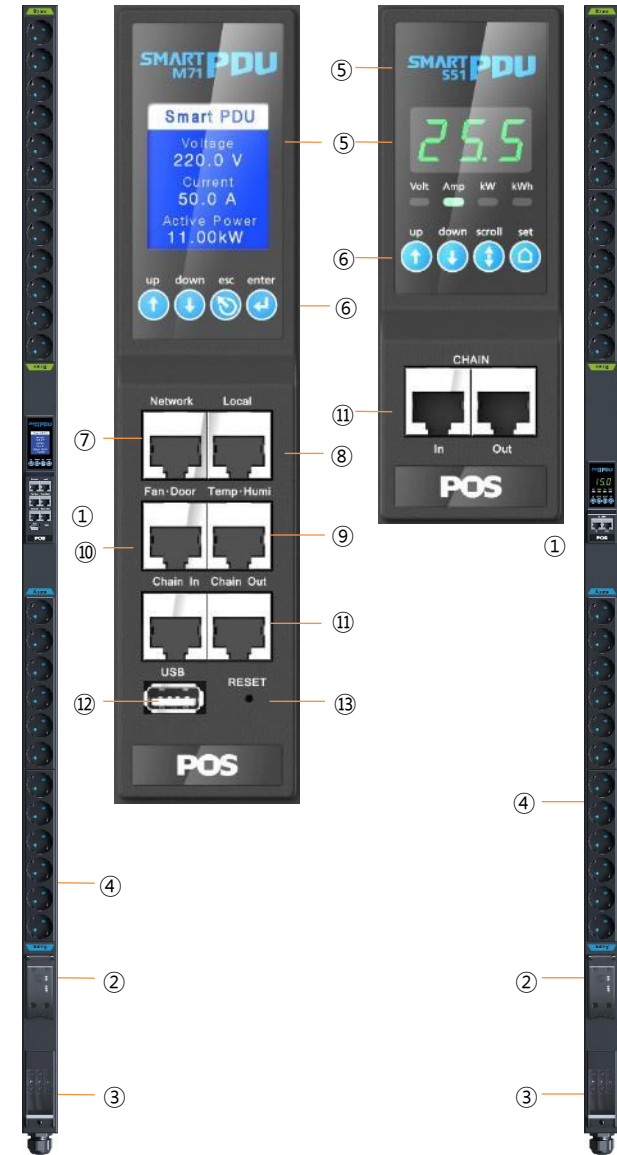 SMART PDU
M71
Smart PDU
Voltage
220.0 V
Current
50.0 A
Active Power
11.00kW
up down esc enter
⑤
⑥
Network Local
⑦
⑧
Fan·Door Temp·Humi
①
⑩
⑨
Chain In Chain Out
⑪
USB
RESET
⑫
⑬
POS
④
②
③
SMART PDU
S51
⑤
25.5
Volt Amp kW kWh
up down scroll set
⑥
CHAIN
⑪
In Out
POS
①
15.0
④
②
③